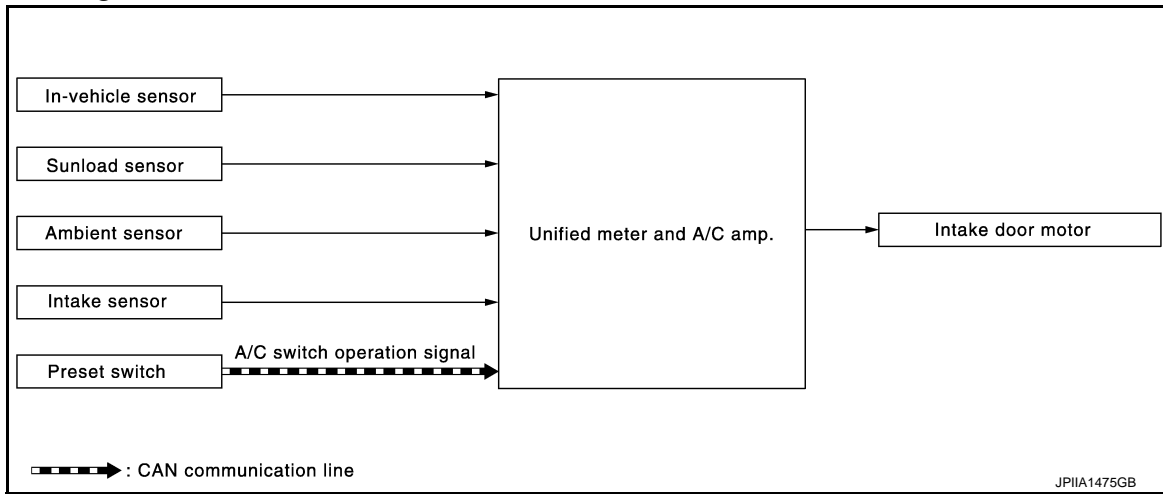 In-vehicle sensor
Sunload sensor
Ambient sensor
Intake sensor
Preset switch
A/C switch operation signal
Unified meter and A/C amp.
Intake door motor
: CAN communication line
JPIIA1475GB